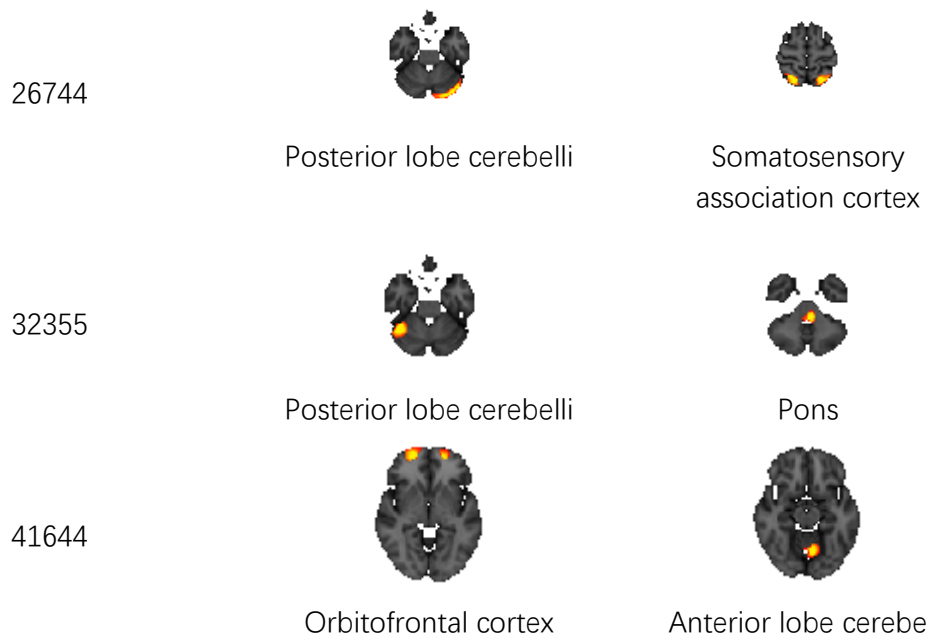 26744
Posterior lobe cerebelli
Somatosensory
association cortex
32355
Posterior lobe cerebelli
Pons
41644
Orbitofrontal cortex
Anterior lobe cerebe